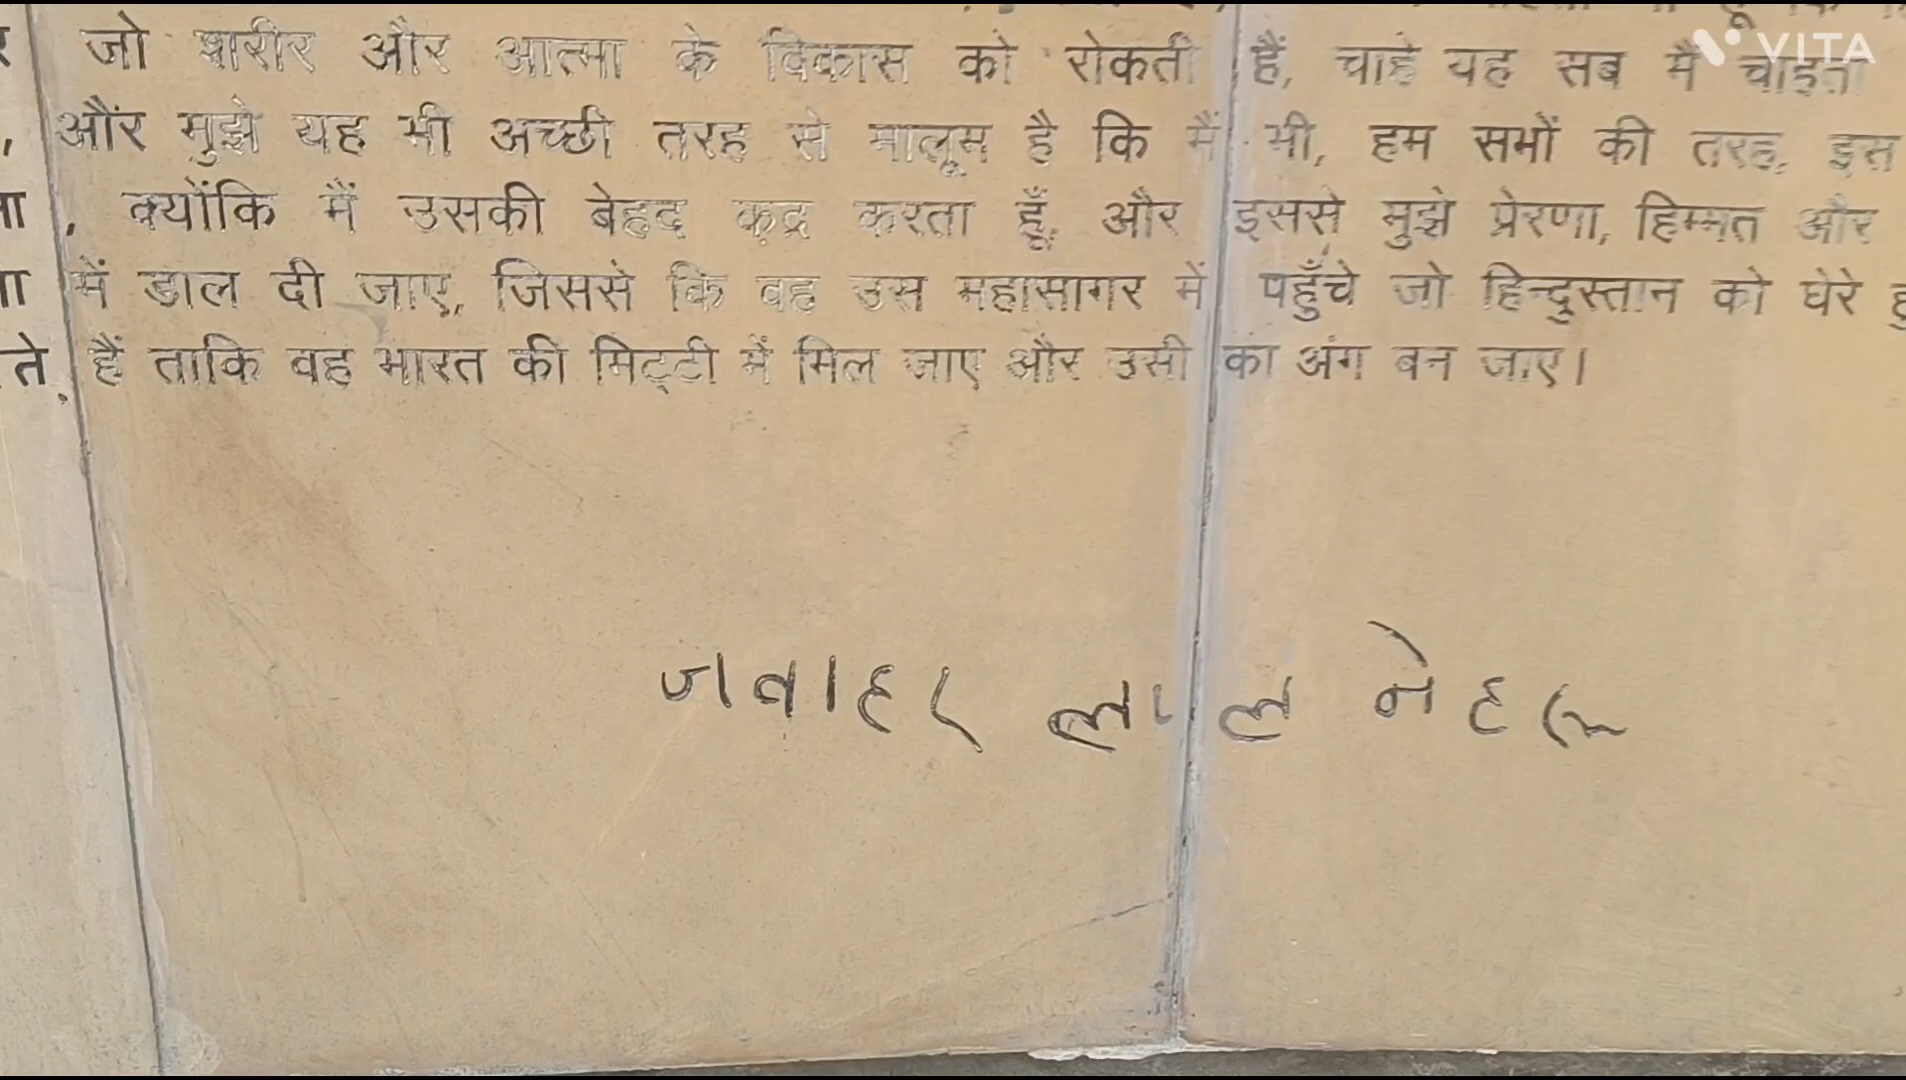 जो शरीर और आत्मा के विकास को रोकती हैं, चाहे यह सब मैं चाहता
, और मुझे यह भी अच्छी तरह से मालूम है कि मैं भी, हम सभों की तरह, इस
, क्योंकि मैं उसकी बेहद क़द्र करता हूँ, और इससे मुझे प्रेरणा, हिम्मत और
में डाल दी जाए, जिससे कि वह उस महासागर में पहुँचे जो हिन्दुस्तान को घेरे
ते हैं ताकि वह भारत की मिट्टी में मिल जाए और उसी का अंग बन जाए।
जवाहर लाल नेहरू
VITA